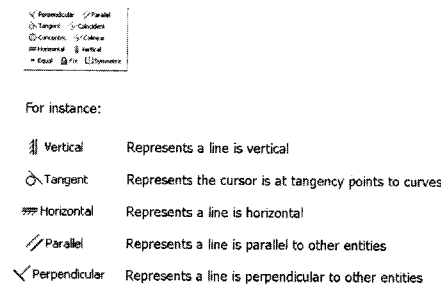 Perpendicular Parallel
Tangent Coincident
Concentric Colinear
Horizontal Vertical
Equal Fix Symmetric
For instance:
Vertical Represents a line is vertical
Tangent Represents the cursor is at tangency points to curves
Horizontal Represents a line is horizontal
Parallel Represents a line is parallel to other entities
Perpendicular Represents a line is perpendicular to other entities